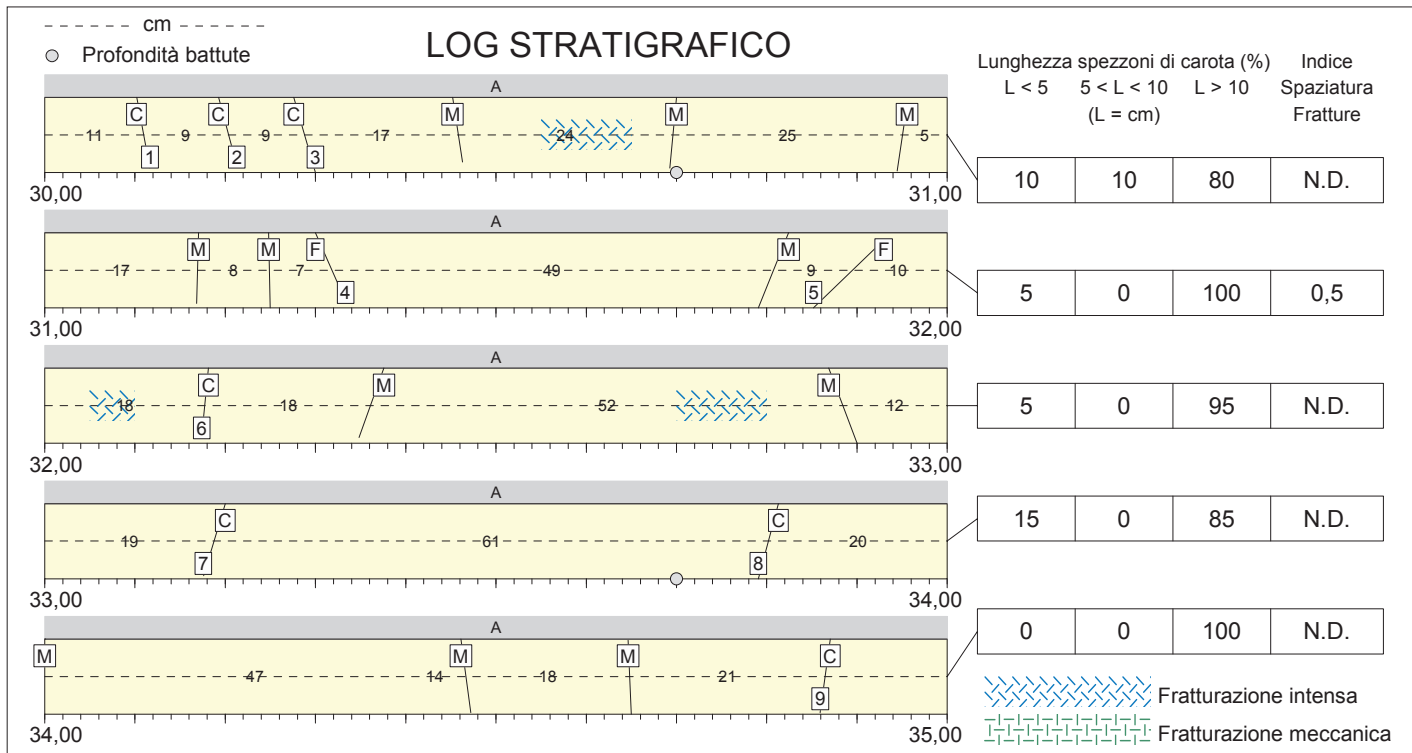 cm
Profondità battute
LOG STRATIGRAFICO
Lunghezza spezzoni di carota (%) Indice
L < 5 5 < L < 10 L > 10 Spaziatura
(L = cm) Fratture
A
C C C M M M
11 9 9 17 24 25 5
1 2 3
30,00 31,00
10 10 80 N.D.
A
M M F M F
17 8 7 49 9 10
4 5
31,00 32,00
5 0 100 0,5
A
C M M
18 18 52 12
6
32,00 33,00
5 0 95 N.D.
A
C C
19 61 20
7 8
33,00 34,00
15 0 85 N.D.
A
M M M C
47 14 18 21
9
34,00 35,00
0 0 100 N.D.
Fratturazione intensa
Fratturazione meccanica